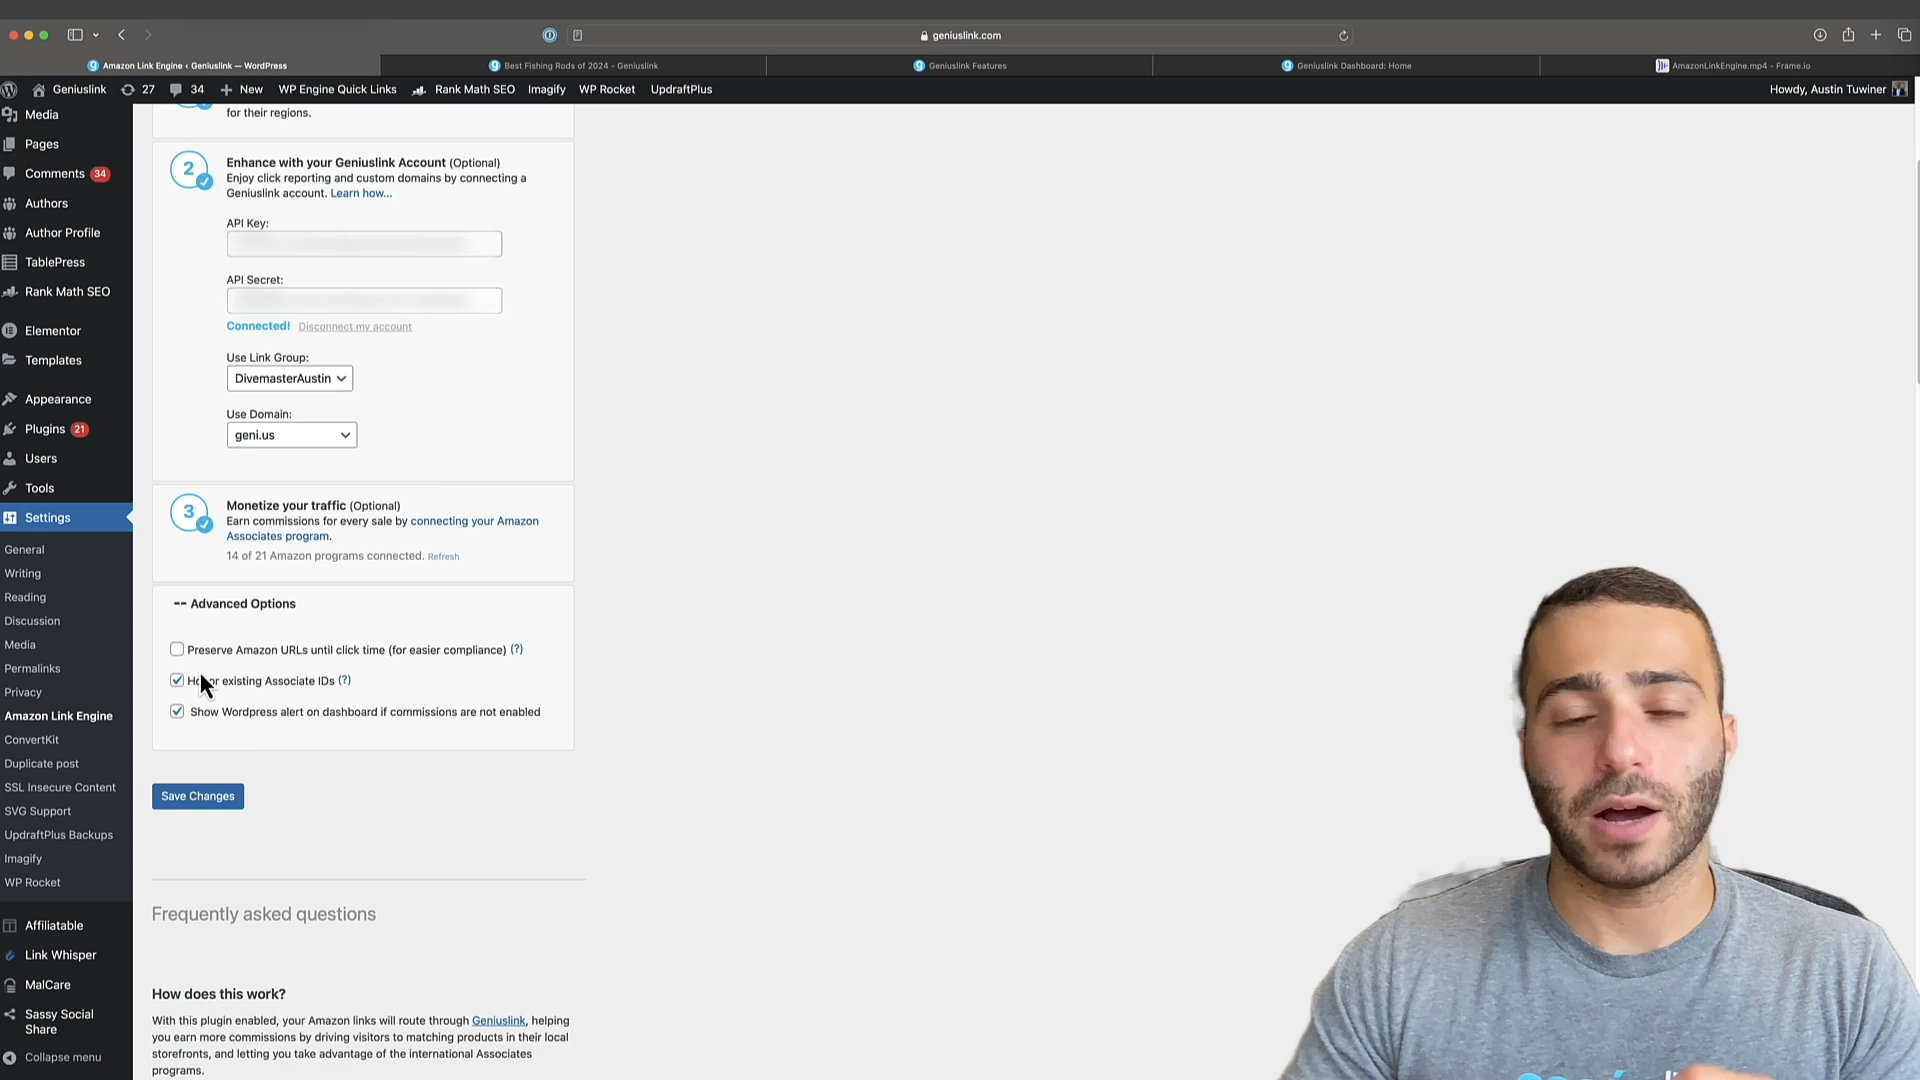 geniuslink.com
Amazon Link Engine ‹ Geniuslink — WordPress
Best Fishing Rods of 2024 - Geniuslink
Geniuslink Features
Geniuslink Dashboard: Home
AmazonLinkEngine.mp4 - Frame.io
Geniuslink 27 34 New WP Engine Quick Links Rank Math SEO Imagify WP Rocket UpdraftPlus Howdy, Austin Tuwiner
Media
Pages
Comments 34
Authors
Author Profile
TablePress
Rank Math SEO
Elementor
Templates
Appearance
Plugins 21
Users
Tools
Settings
General
Writing
Reading
Discussion
Media
Permalinks
Privacy
Amazon Link Engine
ConvertKit
Duplicate post
SSL Insecure Content
SVG Support
UpdraftPlus Backups
Imagify
WP Rocket
Affiliatable
Link Whisper
MalCare
Sassy Social
Share
Collapse menu
for their regions.
2
Enhance with your Geniuslink Account (Optional)
Enjoy click reporting and custom domains by connecting a
Geniuslink account. Learn how...
API Key:
API Secret:
Connected! Disconnect my account
Use Link Group:
DivemasterAustin
Use Domain:
geni.us
3
Monetize your traffic (Optional)
Earn commissions for every sale by connecting your Amazon
Associates program.
14 of 21 Amazon programs connected. Refresh
-- Advanced Options
Preserve Amazon URLs until click time (for easier compliance) (?)
existing Associate IDs (?)
Show Wordpress alert on dashboard if commissions are not enabled
Save Changes
Frequently asked questions
How does this work?
With this plugin enabled, your Amazon links will route through Geniuslink, helping
you earn more commissions by driving visitors to matching products in their local
storefronts, and letting you take advantage of the international Associates
programs.